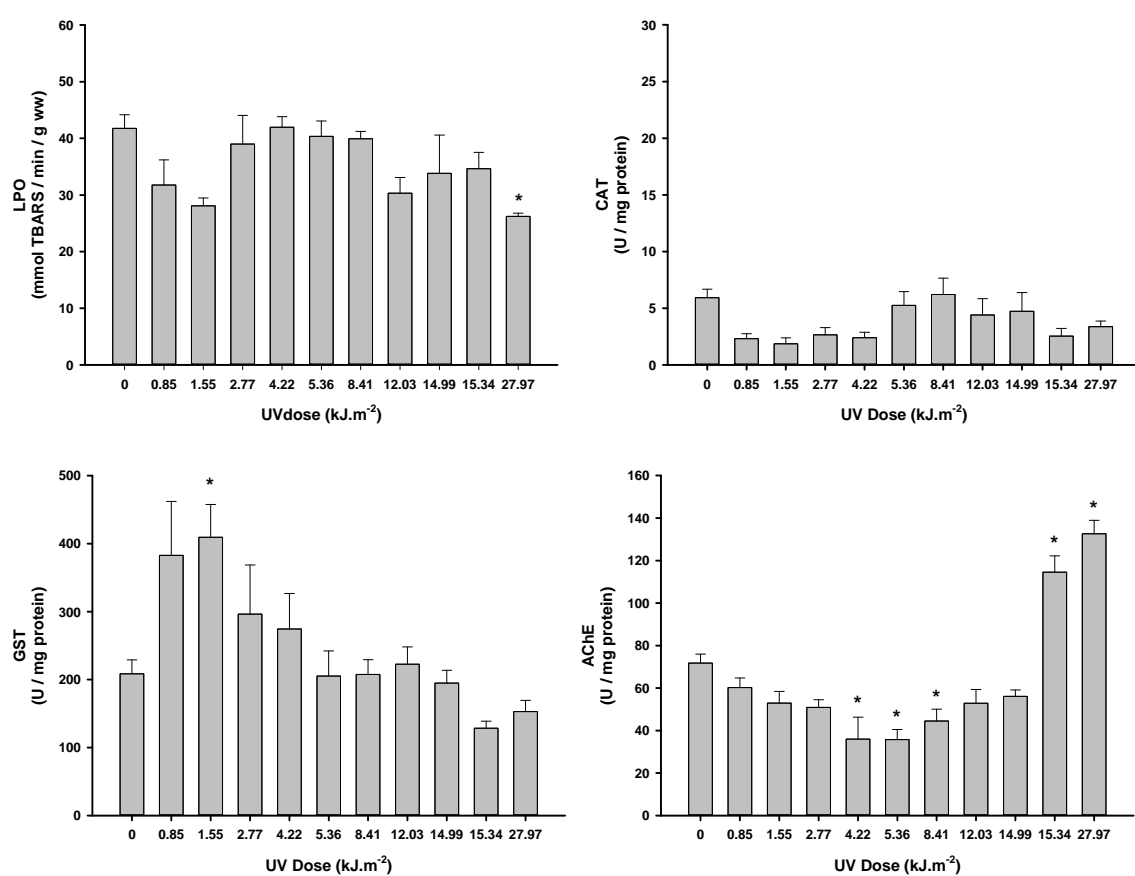 LPO
(mmol TBARS / min / g ww)
60
50
40
30
20
10
0
*
0 0.85 1.55 2.77 4.22 5.36 8.41 12.03 14.99 15.34 27.97
UVdose (kJ.m⁻²)
CAT
(U / mg protein)
30
25
20
15
10
5
0
0 0.85 1.55 2.77 4.22 5.36 8.41 12.03 14.99 15.34 27.97
UV Dose (kJ.m⁻²)
GST
(U / mg protein)
500
400
300
200
100
0
*
0 0.85 1.55 2.77 4.22 5.36 8.41 12.03 14.99 15.34 27.97
UV Dose (kJ.m⁻²)
AChE
(U / mg protein)
160
140
120
100
80
60
40
20
0
* * * * *
0 0.85 1.55 2.77 4.22 5.36 8.41 12.03 14.99 15.34 27.97
UV Dose (kJ.m⁻²)